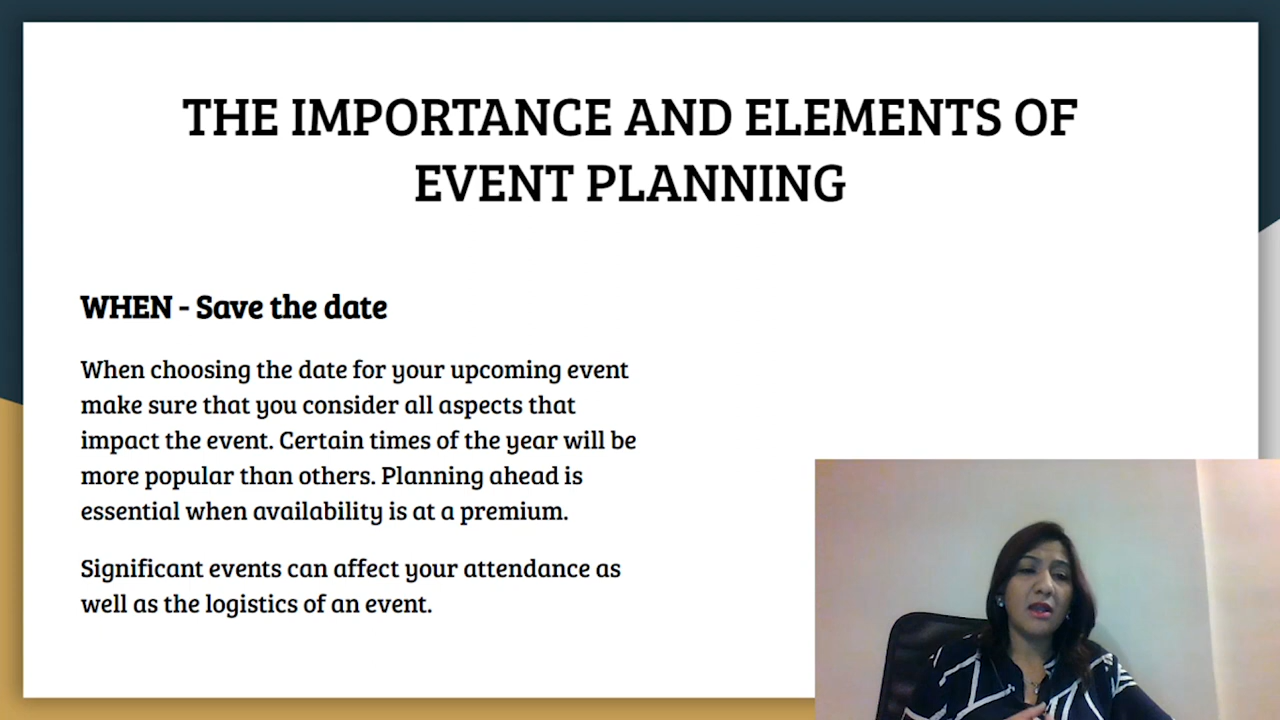 THE IMPORTANCE AND ELEMENTS OF
EVENT PLANNING
WHEN - Save the date
When choosing the date for your upcoming event
make sure that you consider all aspects that
impact the event. Certain times of the year will be
more popular than others. Planning ahead is
essential when availability is at a premium.
Significant events can affect your attendance as
well as the logistics of an event.